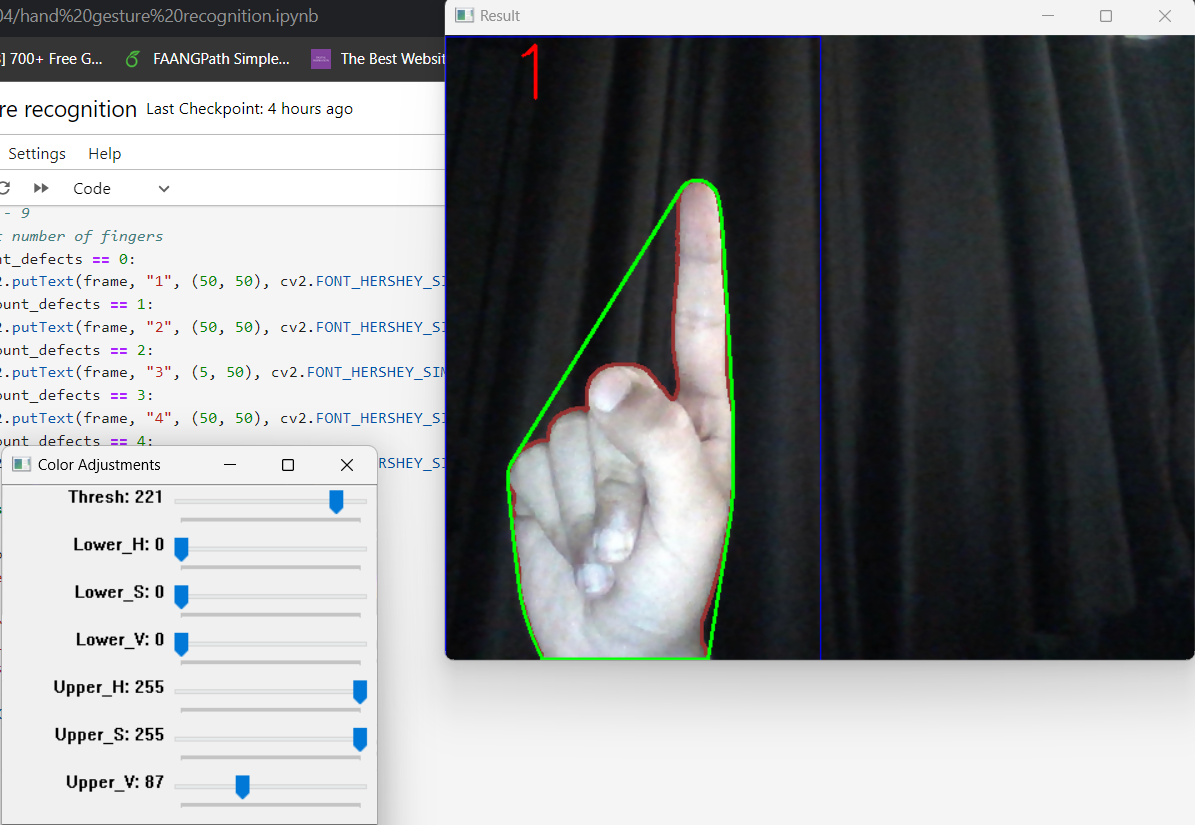 04/hand%20gesture%20recognition.ipynb
] 700+ Free G... FAANGPath Simple... The Best Websit
re recognition Last Checkpoint: 4 hours ago
Settings Help
Code
- 9
t number of fingers
nt_defects == 0:
2.putText(frame, "1", (50, 50), cv2.FONT_HERSHEY_SI
ount_defects == 1:
2.putText(frame, "2", (50, 50), cv2.FONT_HERSHEY_SI
ount_defects == 2:
2.putText(frame, "3", (5, 50), cv2.FONT_HERSHEY_SIM
ount_defects == 3:
2.putText(frame, "4", (50, 50), cv2.FONT_HERSHEY_SI
ount_defects == 4:
HERSHEY_SI
Color Adjustments
Thresh: 221
Lower_H: 0
Lower_S: 0
Lower_V: 0
Upper_H: 255
Upper_S: 255
Upper_V: 87
Result
1